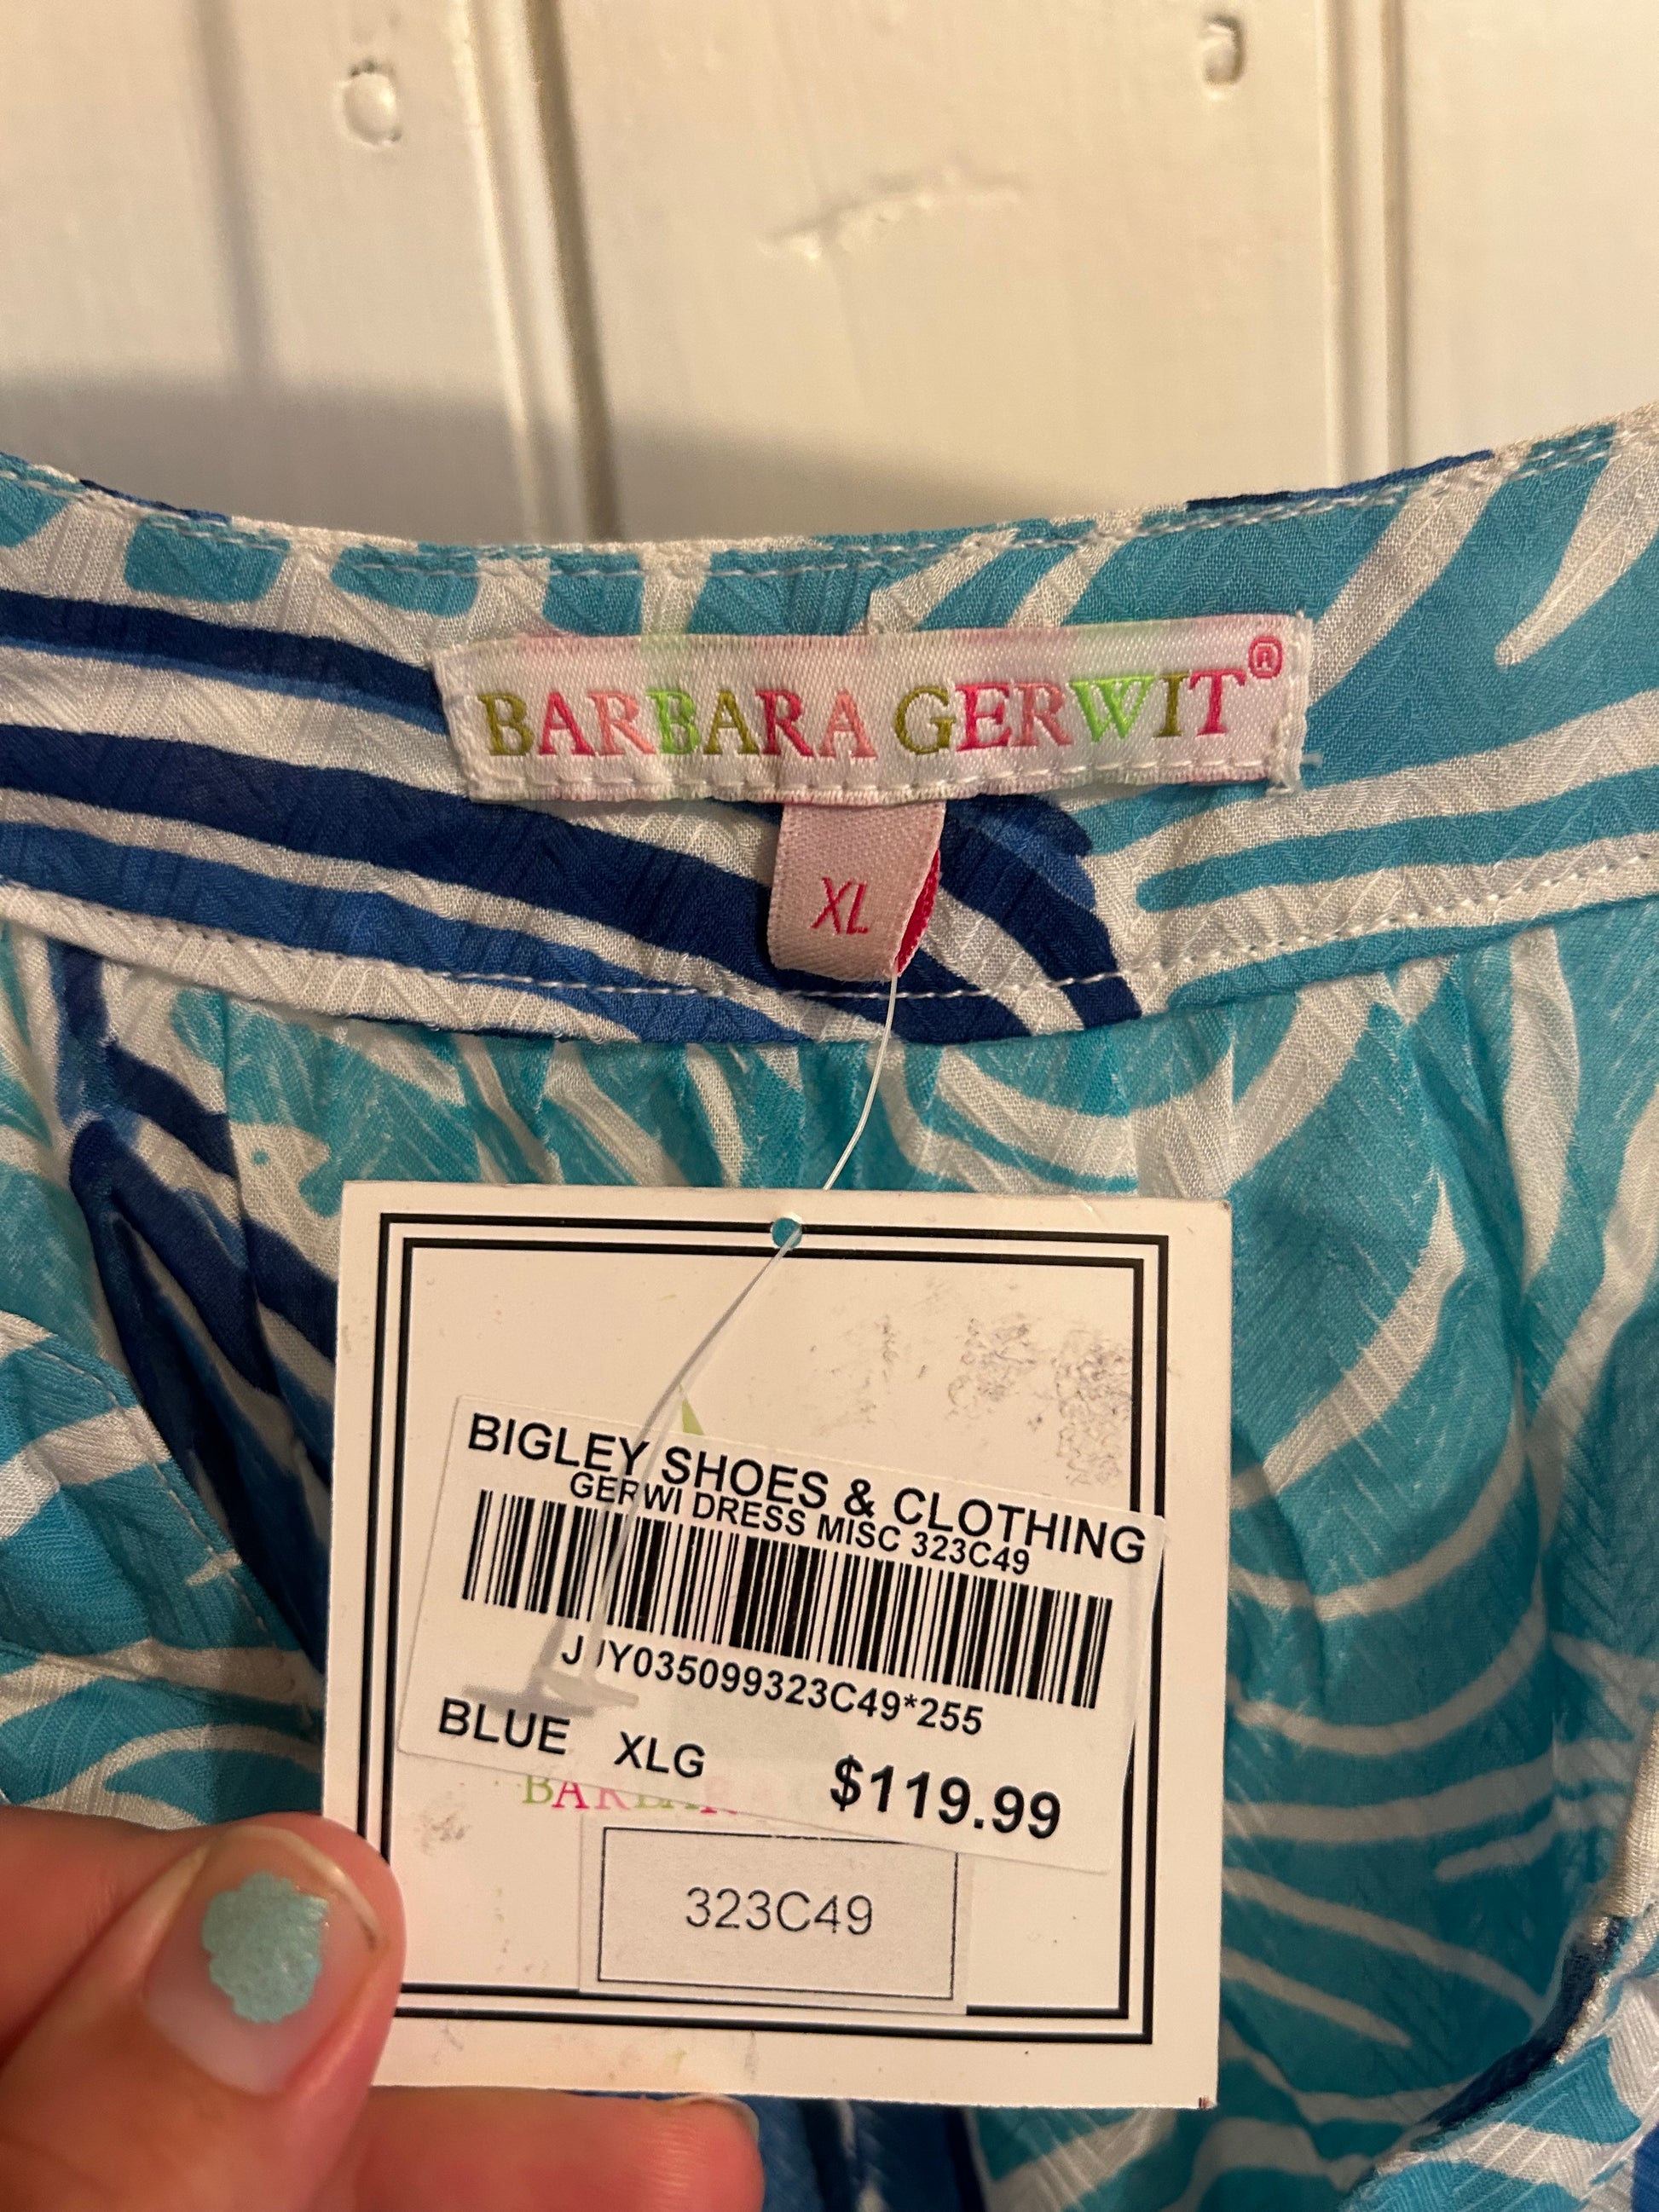 BARBARA GERWIT®
XL
BIGLEY SHOES & CLOTHING
GERWI DRESS MISC 323C49
BLUE XLG
$119.99
323C49